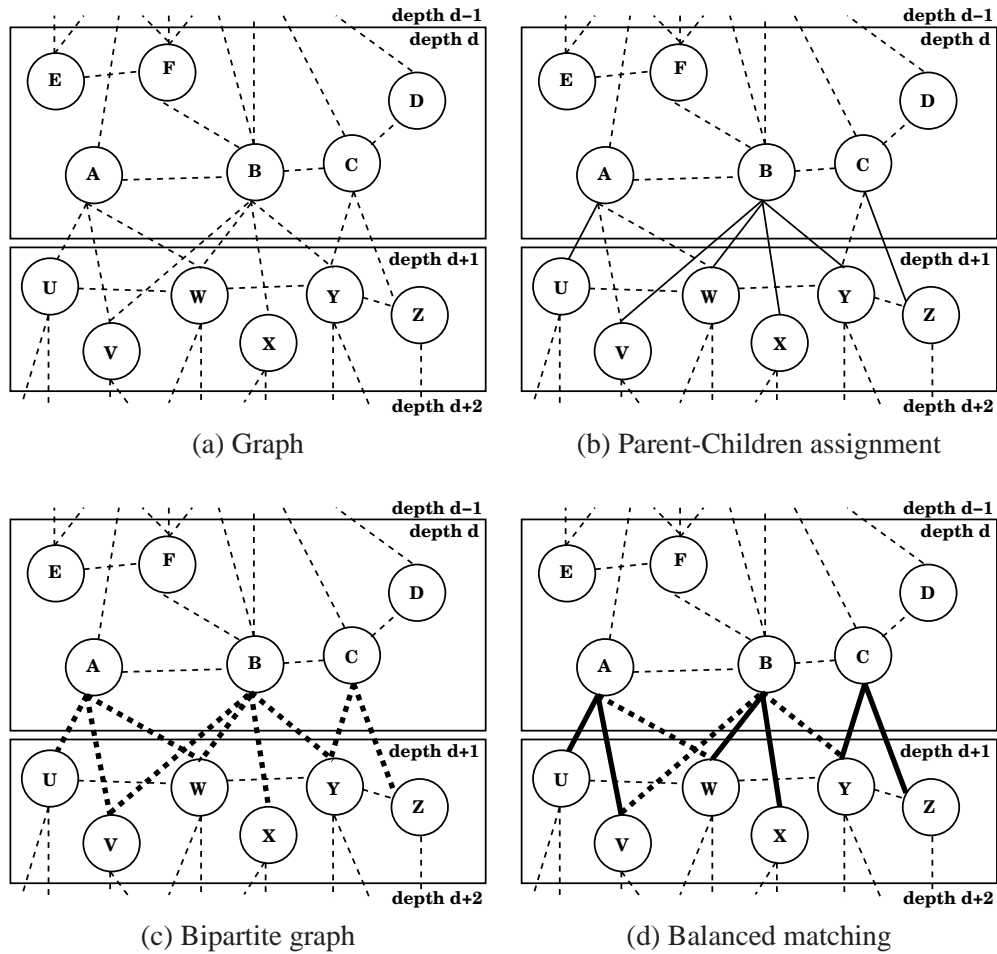 depth d−1
depth d
E
F
D
A
B
C
depth d+1
U
W
Y
Z
V
X
depth d+2
(a) Graph
depth d−1
depth d
E
F
D
A
B
C
depth d+1
U
W
Y
Z
V
X
depth d+2
(b) Parent-Children assignment
depth d−1
depth d
E
F
D
A
B
C
depth d+1
U
W
Y
Z
V
X
depth d+2
(c) Bipartite graph
depth d−1
depth d
E
F
D
A
B
C
depth d+1
U
W
Y
Z
V
X
depth d+2
(d) Balanced matching